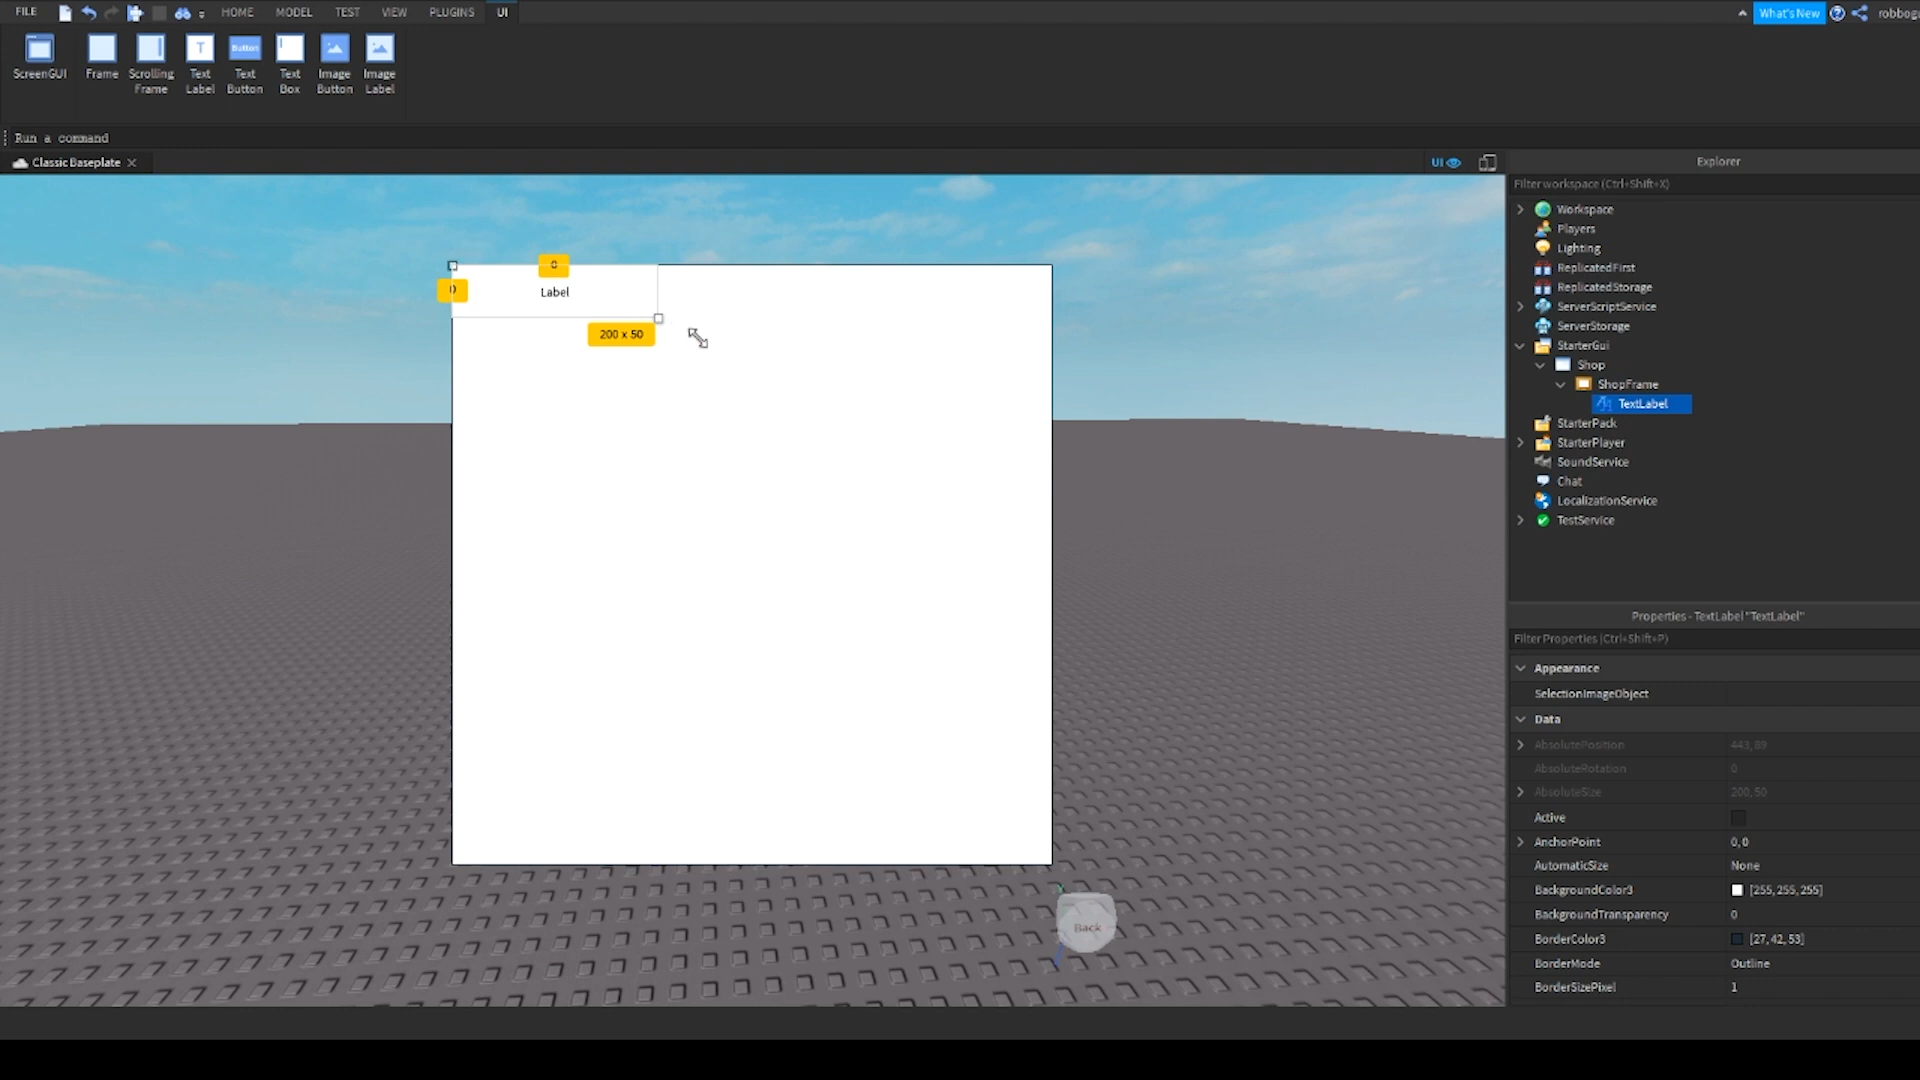 FILE HOME MODEL TEST VIEW PLUGINS UI What's New
ScreenGUI Frame Scrolling Frame Text Label Button Text Button Text Box Image Button Image Label
Run a command
Classic Baseplate UI Explorer
Filter workspace (Ctrl+Shift+X)
Workspace
Players
Lighting
ReplicatedFirst
ReplicatedStorage
ServerScriptService
ServerStorage
StarterGui
Shop
ShopFrame
TextLabel
StarterPack
StarterPlayer
SoundService
Chat
LocalizationService
TestService
0
0
Label
200 x 50
Back
Properties - TextLabel "TextLabel"
Filter Properties (Ctrl+Shift+P)
Appearance
SelectionImageObject
Data
AbsolutePosition 443, 89
AbsoluteRotation 0
AbsoluteSize 200, 50
Active
AnchorPoint 0, 0
AutomaticSize None
BackgroundColor3 [255, 255, 255]
BackgroundTransparency 0
BorderColor3 [27, 42, 53]
BorderMode Outline
BorderSizePixel 1